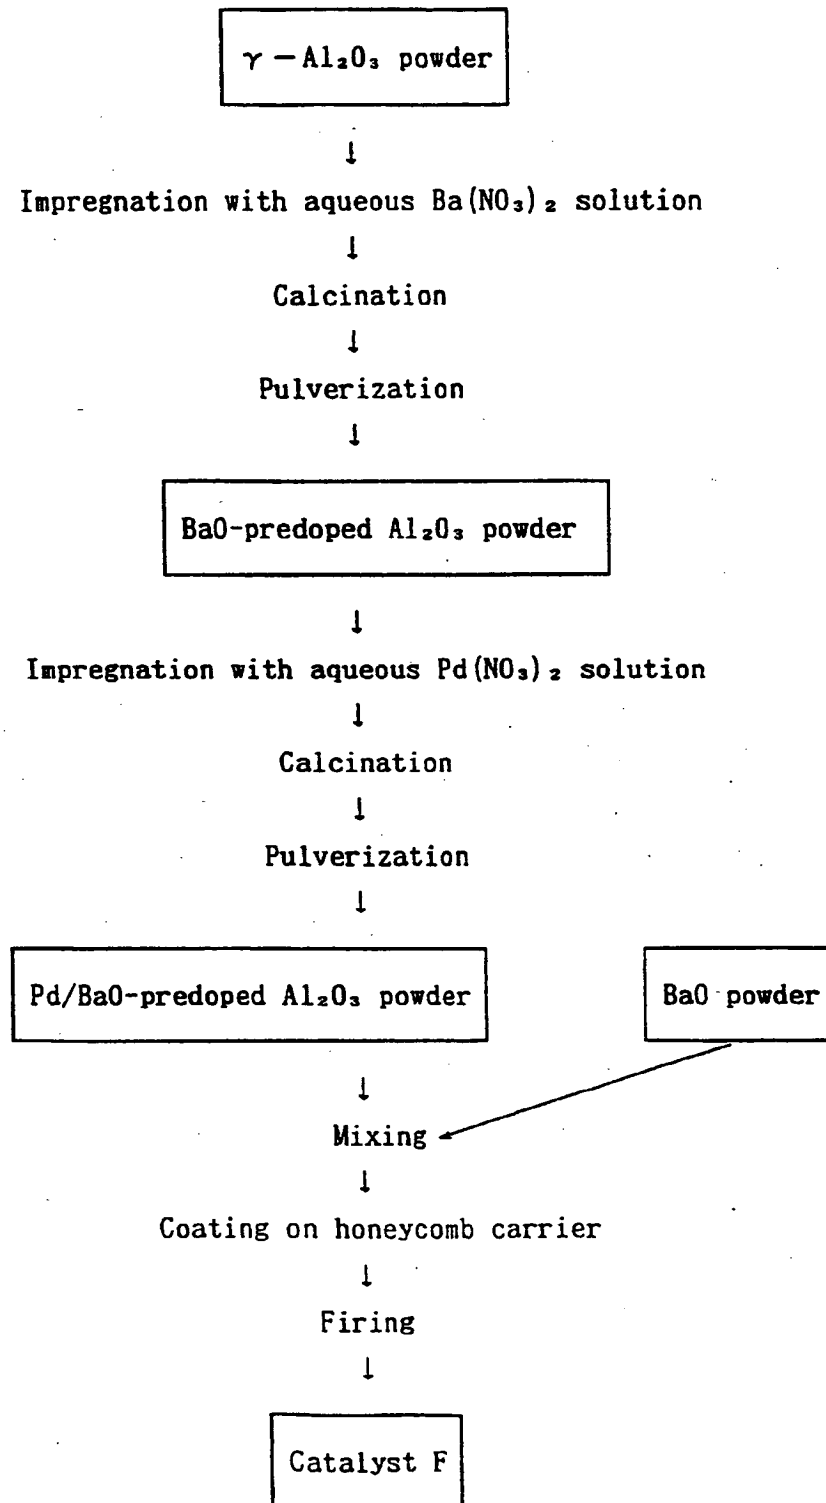 γ－Al₂O₃ powder
↓
Impregnation with aqueous Ba(NO₃)₂ solution
↓
Calcination
↓
Pulverization
↓
BaO-predoped Al₂O₃ powder
↓
Impregnation with aqueous Pd(NO₃)₂ solution
↓
Calcination
↓
Pulverization
↓
Pd/BaO-predoped Al₂O₃ powder BaO powder
↓
Mixing
↓
Coating on honeycomb carrier
↓
Firing
↓
Catalyst F